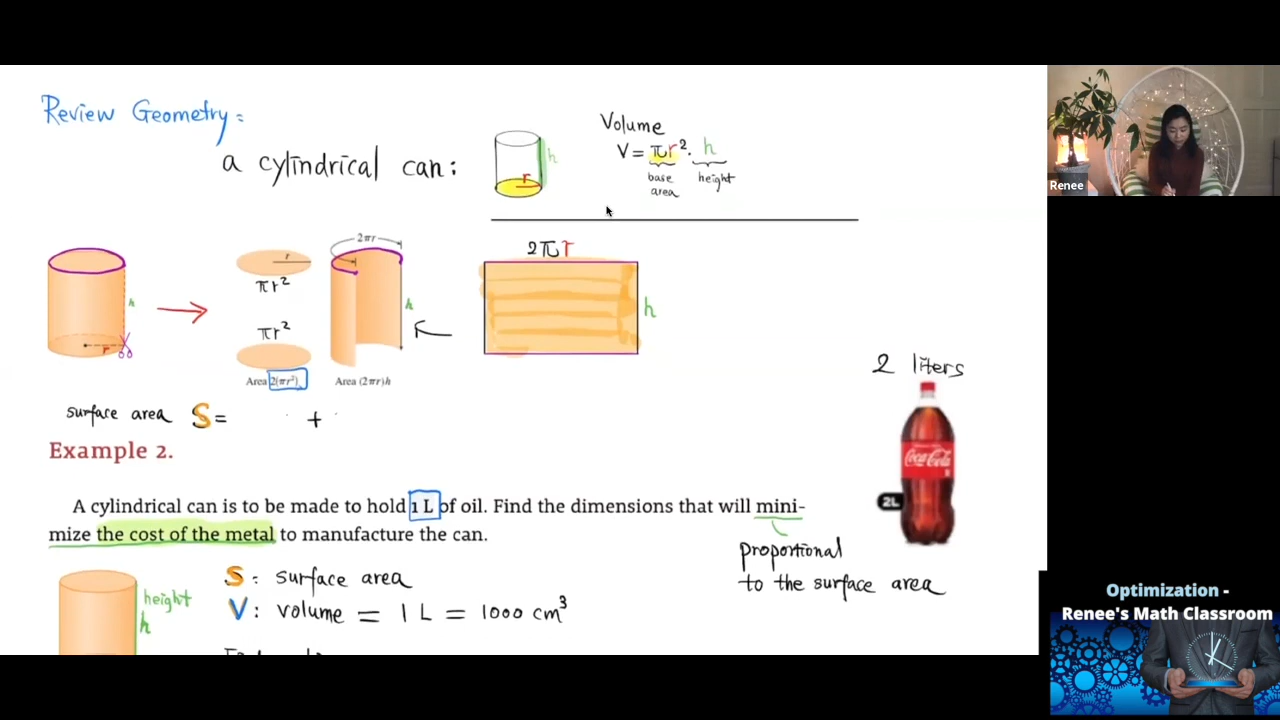 Review Geometry:
a cylindrical can:
h
r
Volume
V = πr². h
base area
height
2πr
r
πr²
h
r
πr²
h
Area 2(πr²)
Area (2πr)h
2πr
h
surface area S = +
2 liters
Coca-Cola
2L
Example 2.
A cylindrical can is to be made to hold 1 L of oil. Find the dimensions that will mini-
mize the cost of the metal to manufacture the can.
proportional
to the surface area
height
h
S: surface area
V: volume = 1 L = 1000 cm³
Renee
Optimization -
Renee's Math Classroom